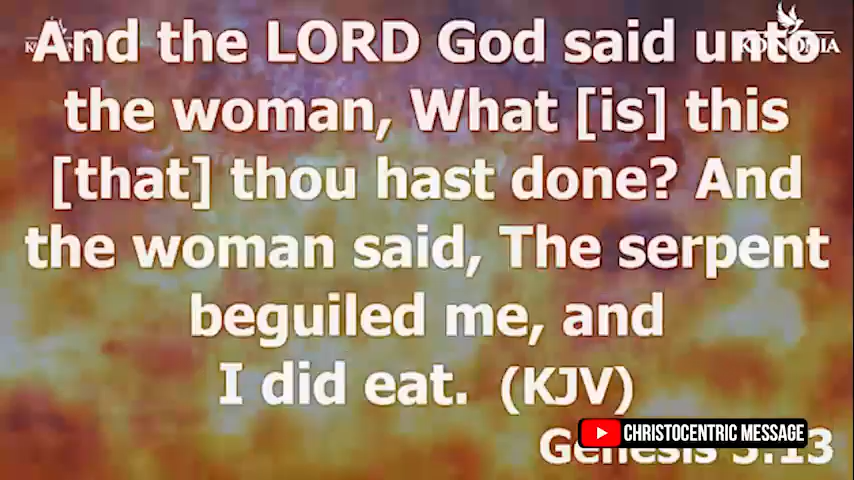 And the LORD God said unto
the woman, What [is] this
[that] thou hast done? And
the woman said, The serpent
beguiled me, and
I did eat. (KJV)
CHRISTOCENTRIC MESSAGE
Genesis 3:13